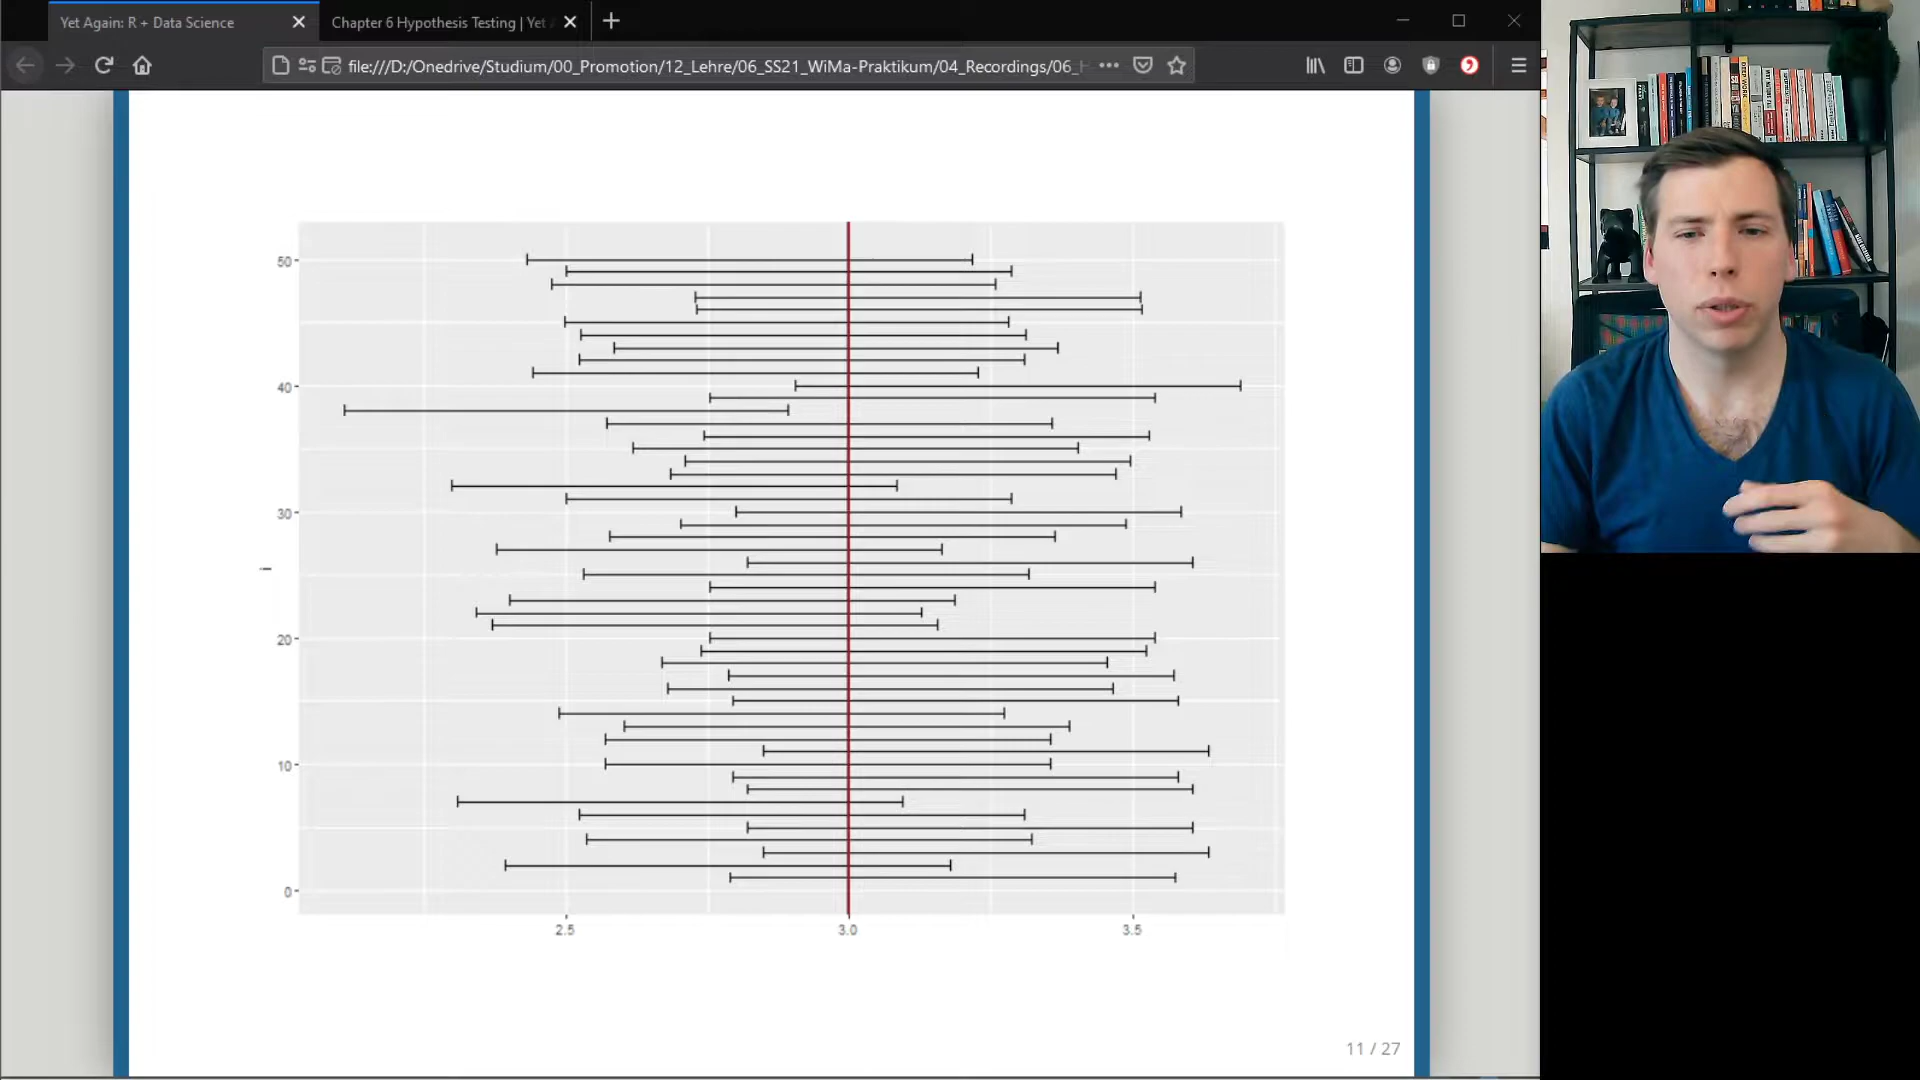 Yet Again: R + Data Science
Chapter 6 Hypothesis Testing | Yet
file:///D:/Onedrive/Studium/00_Promotion/12_Lehre/06_SS21_WiMa-Praktikum/04_Recordings/06_H
50
40
30
20
10
0
2.5 3.0 3.5
11 / 27